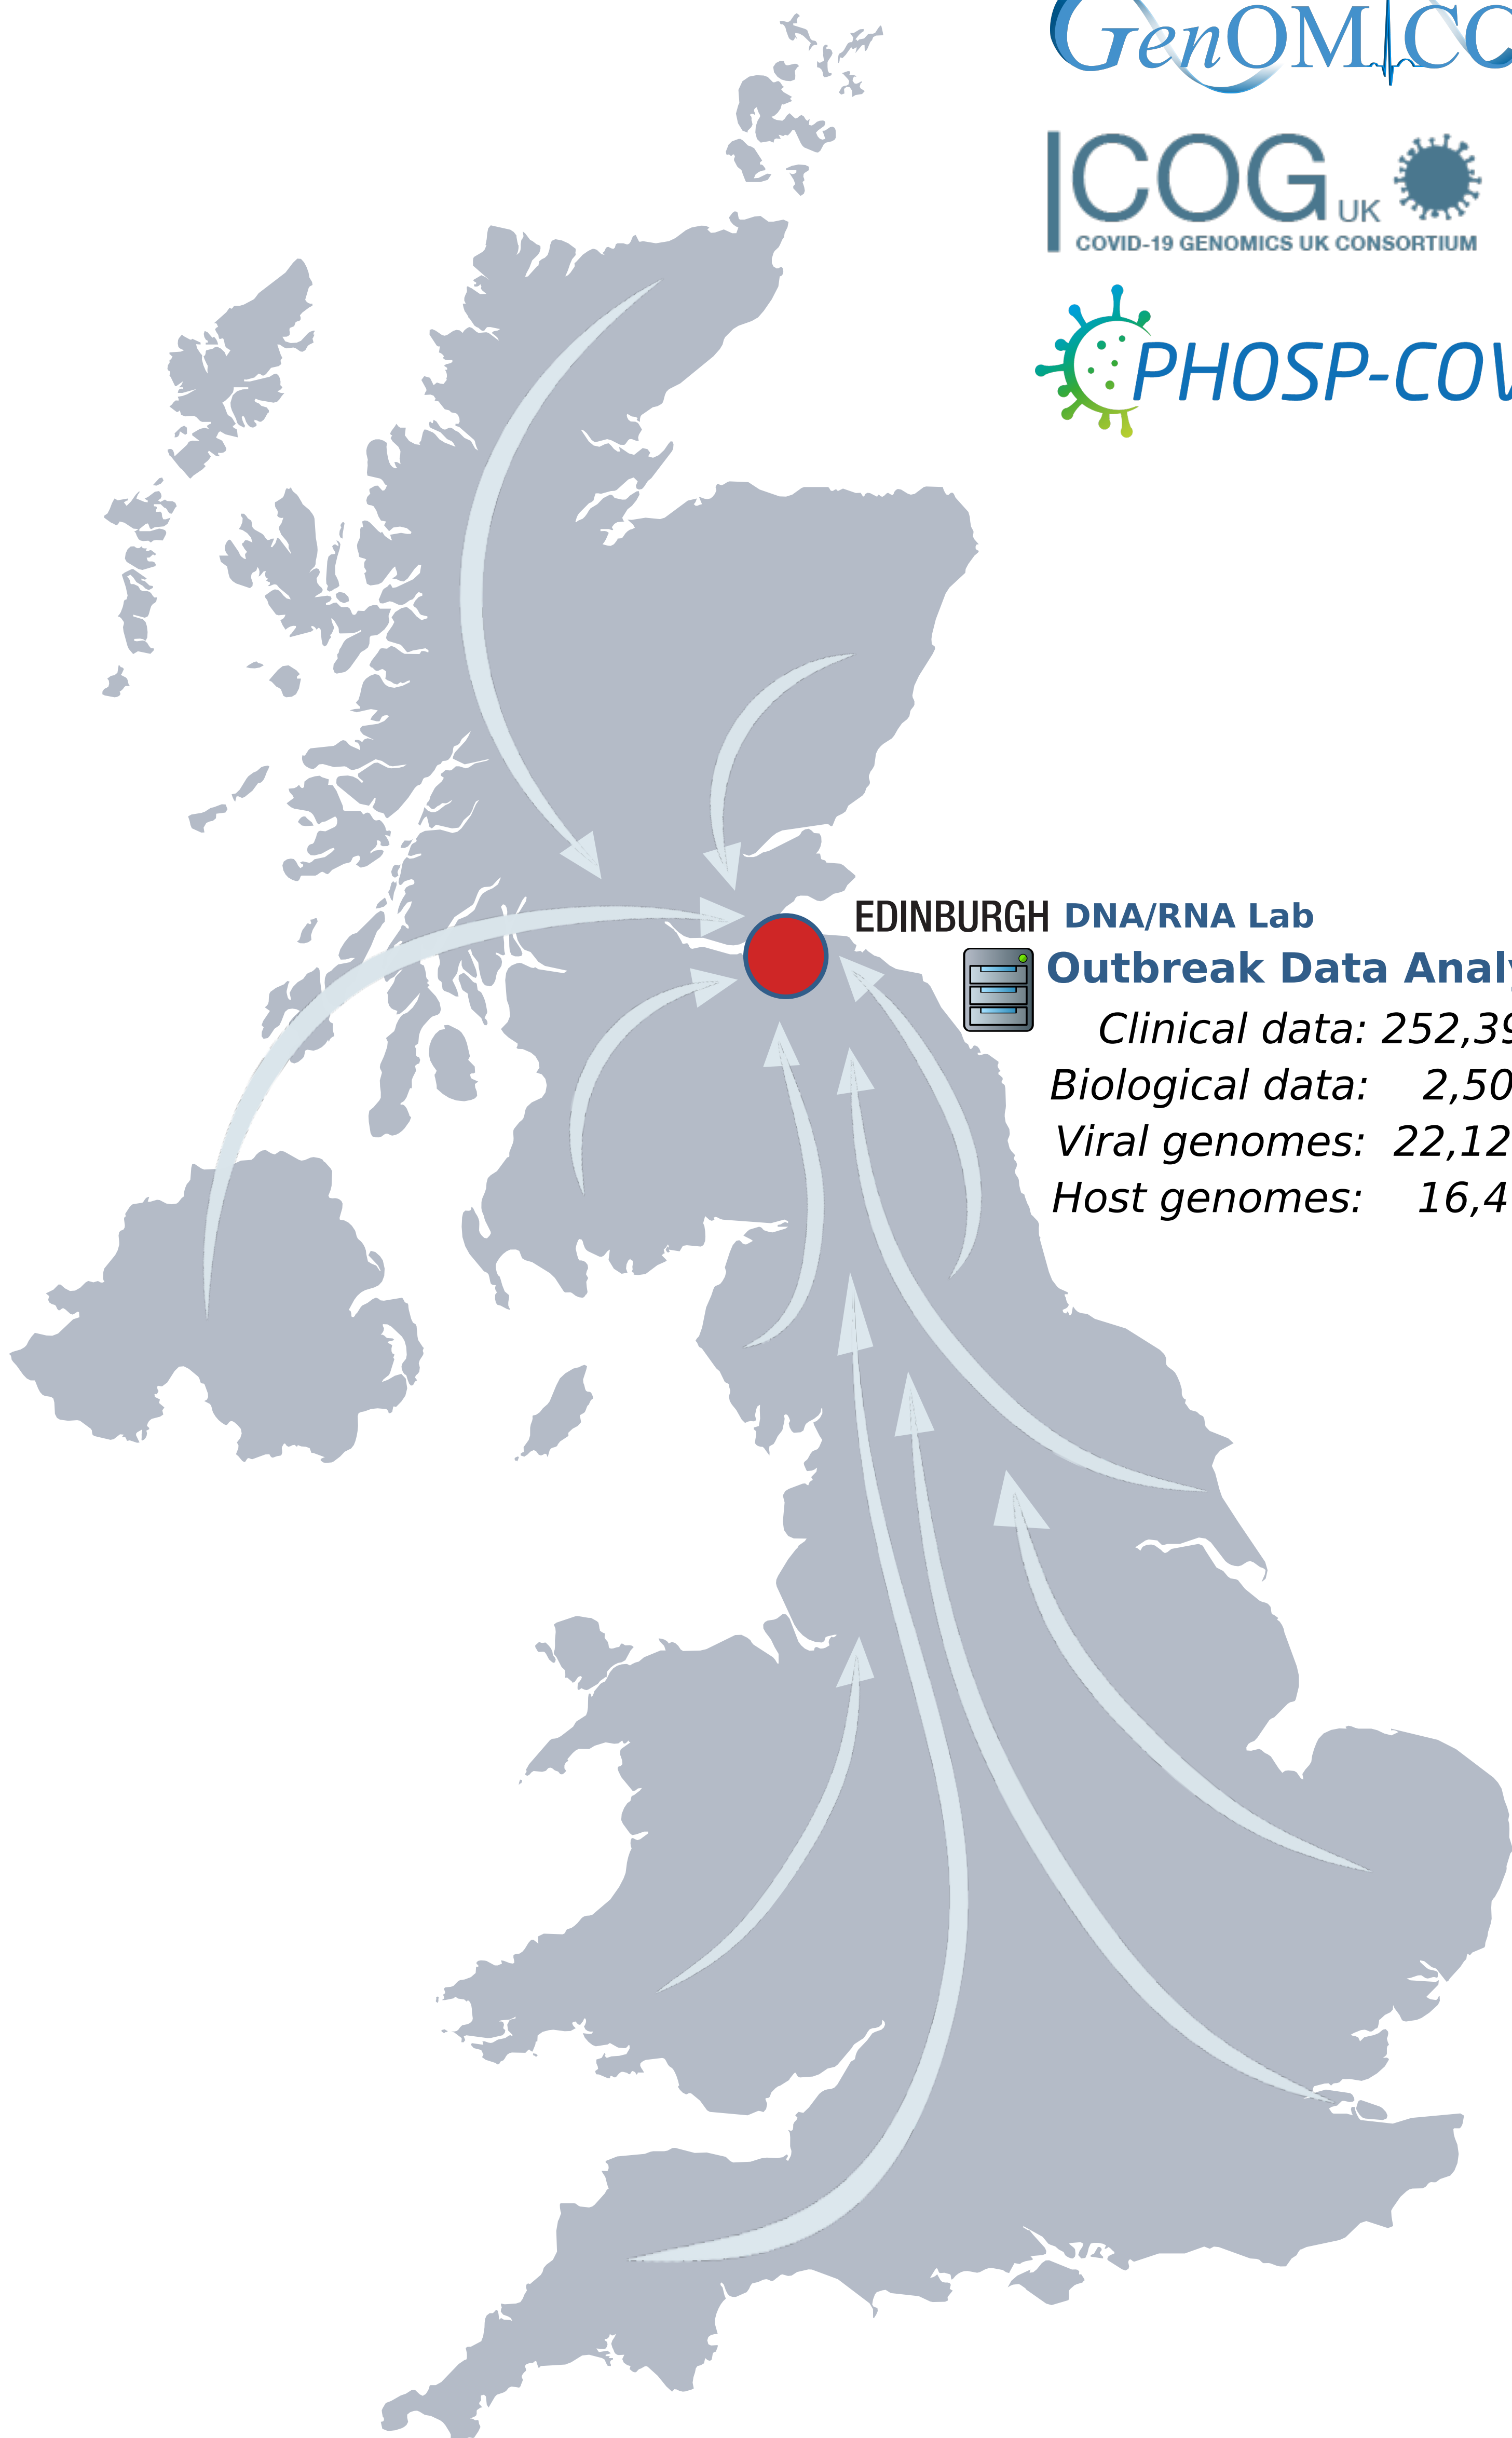 GenOMICC
COG UK
COVID-19 GENOMICS UK CONSORTIUM
PHOSP-COV
EDINBURGH DNA/RNA Lab
Outbreak Data Analy
Clinical data: 252,39
Biological data: 2,50
Viral genomes: 22,12
Host genomes: 16,4